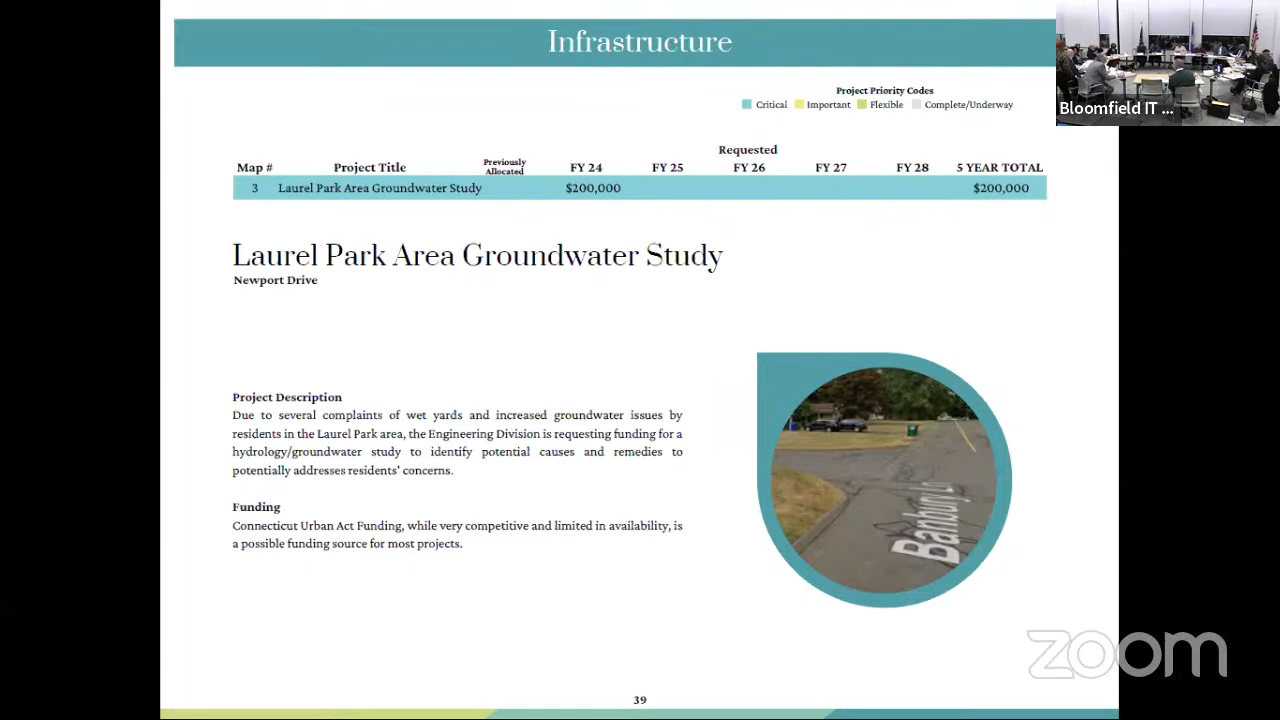 Infrastructure
Project Priority Codes
Critical Important Flexible Complete/Underway
Bloomfield IT ...
Requested
Map # Project Title Previously Allocated FY 24 FY 25 FY 26 FY 27 FY 28 5 YEAR TOTAL
3 Laurel Park Area Groundwater Study $200,000 $200,000
Laurel Park Area Groundwater Study
Newport Drive
Project Description
Due to several complaints of wet yards and increased groundwater issues by
residents in the Laurel Park area, the Engineering Division is requesting funding for a
hydrology/groundwater study to identify potential causes and remedies to
potentially addresses residents' concerns.
Funding
Connecticut Urban Act Funding, while very competitive and limited in availability, is
a possible funding source for most projects.
Banbury Ln
zoom
39